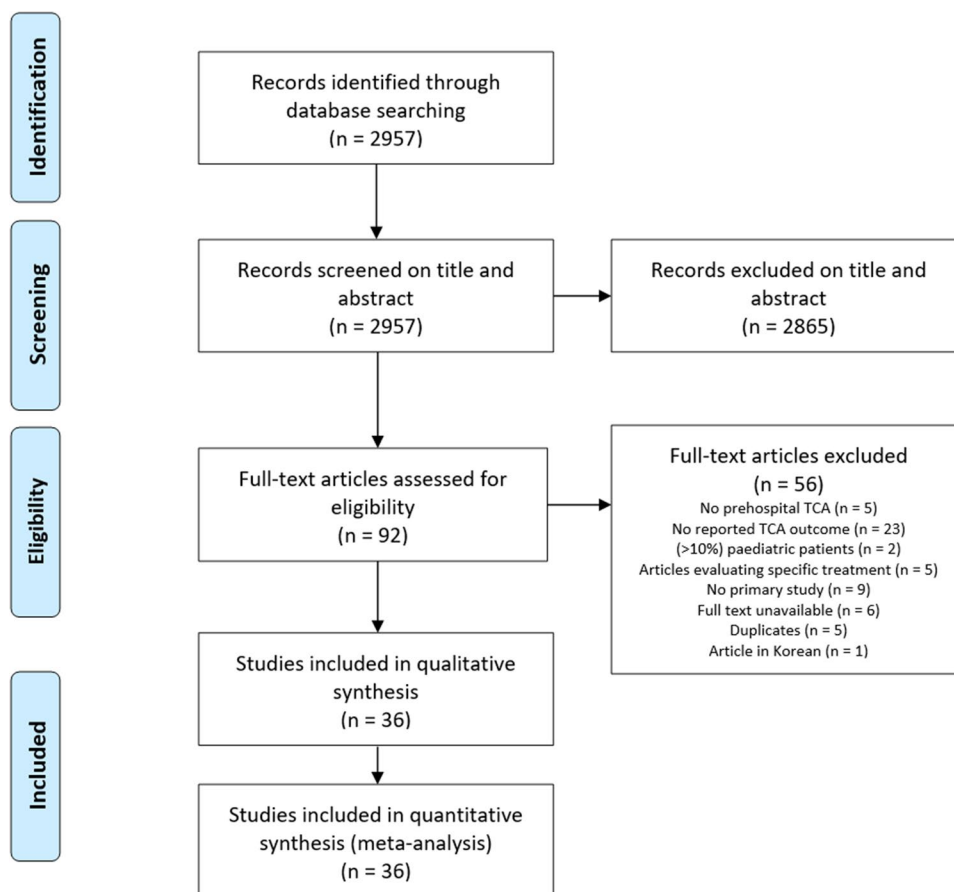 Identification
Records identified through
database searching
(n = 2957)
Screening
Records screened on title and
abstract
(n = 2957)
Records excluded on title and
abstract
(n = 2865)
Eligibility
Full-text articles assessed for
eligibility
(n = 92)
Full-text articles excluded
(n = 56)
No prehospital TCA (n = 5)
No reported TCA outcome (n = 23)
(>10%) paediatric patients (n = 2)
Articles evaluating specific treatment (n = 5)
No primary study (n = 9)
Full text unavailable (n = 6)
Duplicates (n = 5)
Article in Korean (n = 1)
Included
Studies included in qualitative
synthesis
(n = 36)
Studies included in quantitative
synthesis (meta-analysis)
(n = 36)